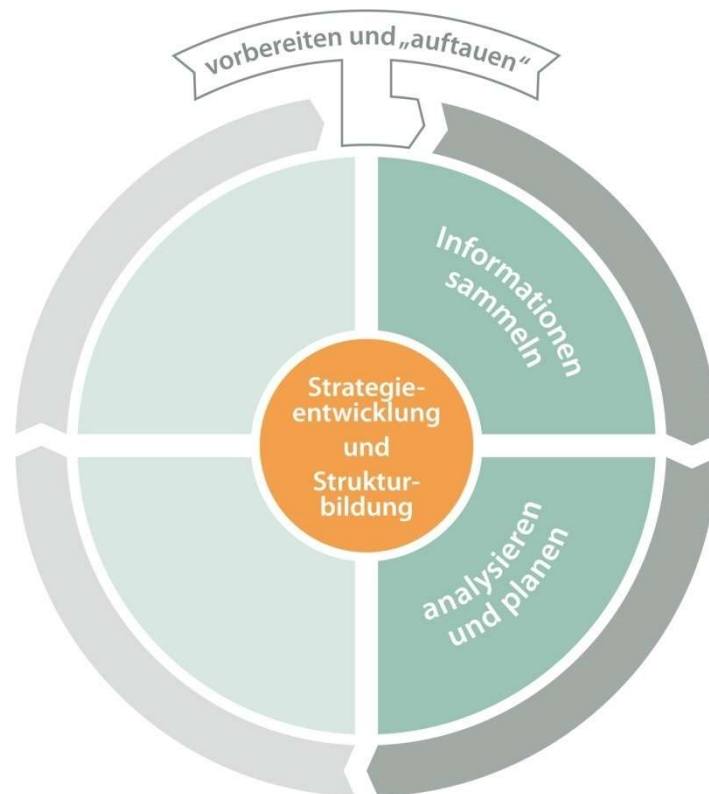 vorbereiten und „auftauen“
Informationen
sammeln
Strategie-
entwicklung
und
Struktur-
bildung
analysieren
und planen